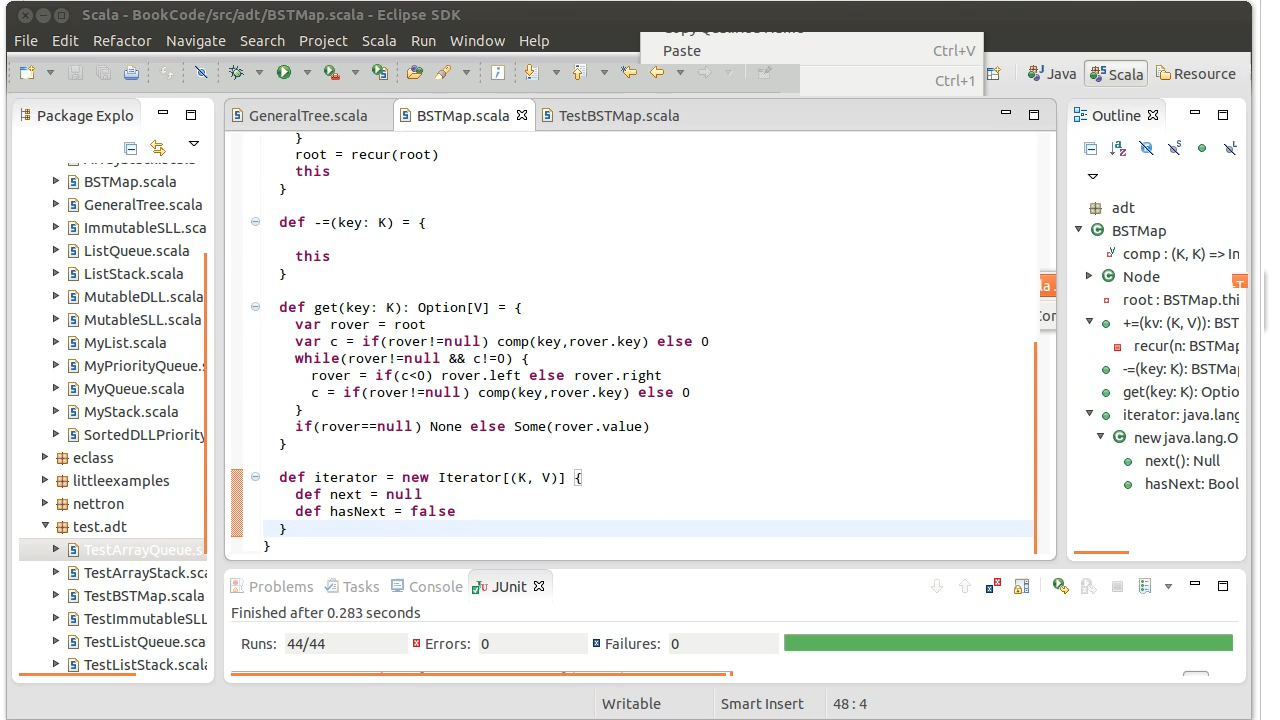 Scala - BookCode/src/adt/BSTMap.scala - Eclipse SDK
File Edit Refactor Navigate Search Project Scala Run Window Help
Copy Qualified Name
Paste Ctrl+V
Ctrl+1
Java Scala Resource
Package Explo
GeneralTree.scala BSTMap.scala TestBSTMap.scala
Outline
ArrayStack.scala
BSTMap.scala
GeneralTree.scala
ImmutableSLL.sca
ListQueue.scala
ListStack.scala
MutableDLL.scala
MutableSLL.scala
MyList.scala
MyPriorityQueue.s
MyQueue.scala
MyStack.scala
SortedDLLPriority
eclass
littleexamples
nettron
test.adt
TestArrayQueue.s
TestArrayStack.sca
TestBSTMap.scala
TestImmutableSLL
TestListQueue.sca
TestListStack.scala
}
root = recur(root)
this
}
def -=(key: K) = {
this
}
def get(key: K): Option[V] = {
var rover = root
var c = if(rover!=null) comp(key,rover.key) else 0
while(rover!=null && c!=0) {
rover = if(c<0) rover.left else rover.right
c = if(rover!=null) comp(key,rover.key) else 0
}
if(rover==null) None else Some(rover.value)
}
def iterator = new Iterator[(K, V)] {
def next = null
def hasNext = false
}
}
la.
Con
T
adt
BSTMap
comp : (K, K) => In
Node
root : BSTMap.thi
+=(kv: (K, V)): BST
recur(n: BSTMap
-=(key: K): BSTMa
get(key: K): Optio
iterator: java.lang
new java.lang.O
next(): Null
hasNext: Bool
Problems Tasks Console JUnit
Finished after 0.283 seconds
Runs: 44/44 Errors: 0 Failures: 0
Writable Smart Insert 48 : 4